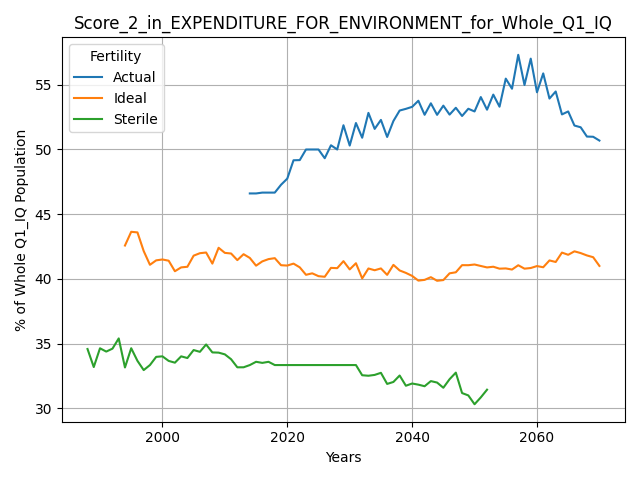 Score_2_in_EXPENDITURE_FOR_ENVIRONMENT_for_Whole_Q1_IQ
Fertility
Actual
Ideal
Sterile
% of Whole Q1_IQ Population
55
50
45
40
35
30
2000
2020
2040
2060
Years